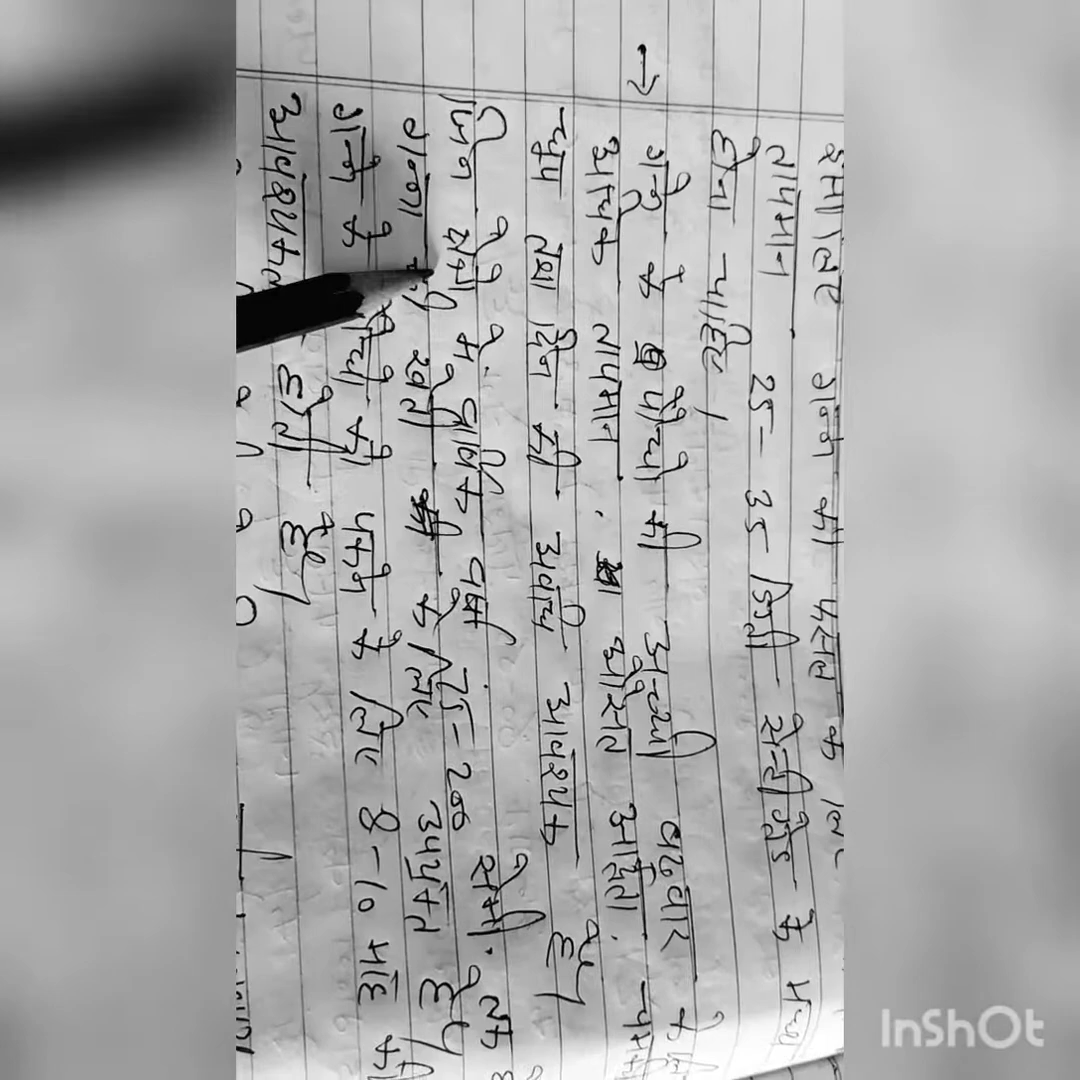 इसलिए गन्ने की फसल के लिए
तापमान 25 - 35 डिग्री सेन्टीग्रेड के मध्य
होना चाहिए।
→ गन्ने के पौधों की अच्छी बढ़वार के लिए
अधिक तापमान, औसत आर्द्रता, चमकी
धूप तथा दिन की अवधि आवश्यक है।
जिन क्षेत्रों में वार्षिक वर्षा 75 - 200 सेमी. तक
गन्ना की खेती के लिए उपयुक्त है।
गन्ने के पौधों को पकने के लिए 8 - 10 माह की
आवश्यकता होती है।
InShOt